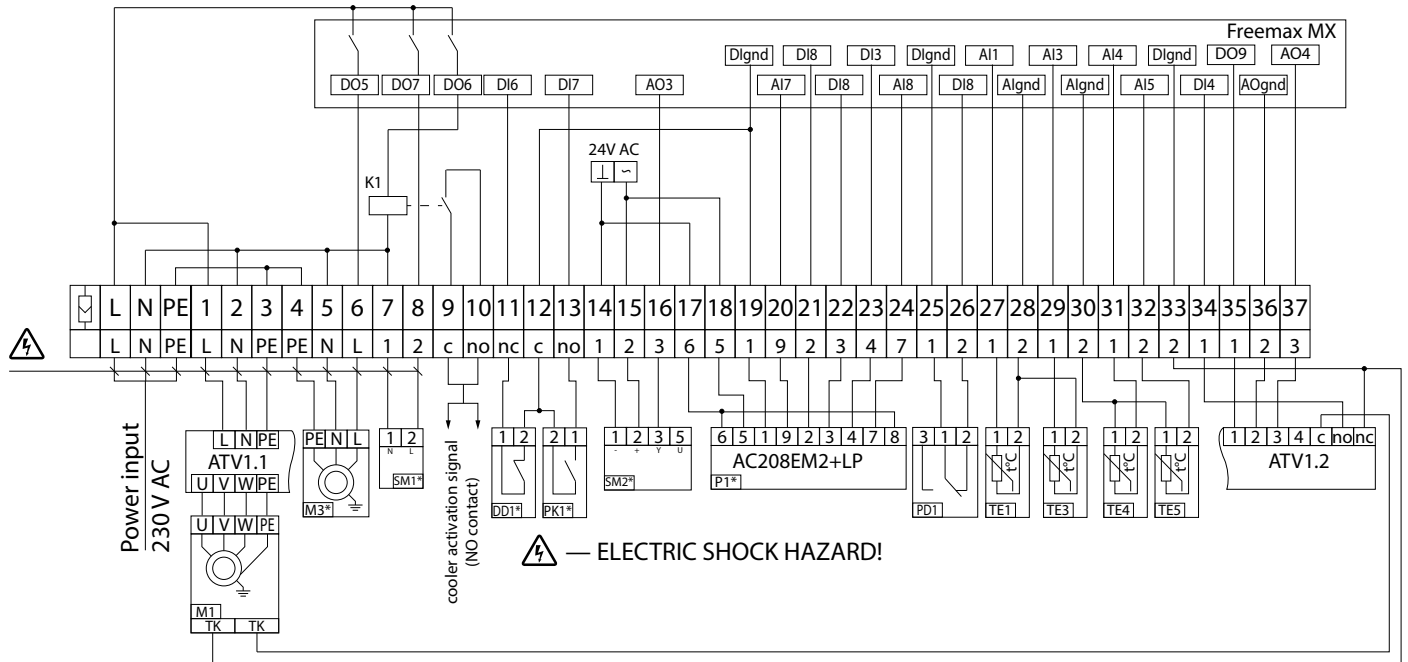 Freemax MX
DIgnd DI8 DI3 DIgnd AI1 AI3 AI4 DIgnd DO9 AO4
DO5 DO7 DO6 DI6 DI7 AO3 AI7 DI8 AI8 DI8 AIgnd AIgnd AI5 DI4 AOgnd
24V AC
⊥ ~
K1
L N PE 1 2 3 4 5 6 7 8 9 10 11 12 13 14 15 16 17 18 19 20 21 22 23 24 25 26 27 28 29 30 31 32 33 34 35 36 37
L N PE L N PE PE N L 1 2 c no nc c no 1 2 3 6 5 1 9 2 3 4 7 1 2 1 2 1 2 1 2 2 1 1 2 3
Power input
230 V AC
L N PE
ATV1.1
U V W PE
U V W PE
M1
TK TK
PE N L
M3*
1 2
N L
SM1*
cooler activation signal
(NO contact)
1 2
DD1*
2 1
PK1*
1 2 3 5
- + Y U
SM2*
6 5 1 9 2 3 4 7 8
AC208EM2+LP
P1*
3 1 2
PD1
1 2
t°C
TE1
1 2
t°C
TE3
1 2
t°C
TE4
1 2
t°C
TE5
1 2 3 4 c no nc
ATV1.2
— ELECTRIC SHOCK HAZARD!